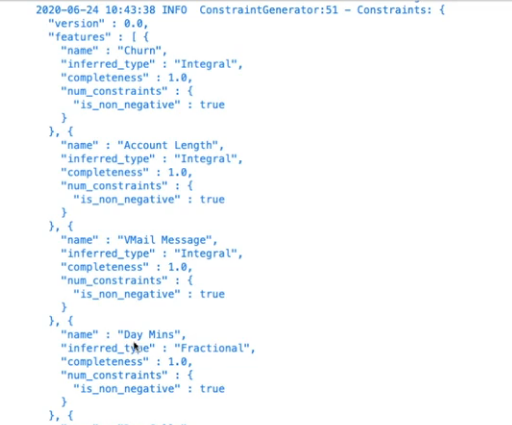 2020-06-24 10:43:38 INFO  ConstraintGenerator:51 - Constraints: {
  "version" : 0.0,
  "features" : [ {
    "name" : "Churn",
    "inferred_type" : "Integral",
    "completeness" : 1.0,
    "num_constraints" : {
      "is_non_negative" : true
    }
  }, {
    "name" : "Account Length",
    "inferred_type" : "Integral",
    "completeness" : 1.0,
    "num_constraints" : {
      "is_non_negative" : true
    }
  }, {
    "name" : "VMail Message",
    "inferred_type" : "Integral",
    "completeness" : 1.0,
    "num_constraints" : {
      "is_non_negative" : true
    }
  }, {
    "name" : "Day Mins",
    "inferred_type" : "Fractional",
    "completeness" : 1.0,
    "num_constraints" : {
      "is_non_negative" : true
    }
  }, {